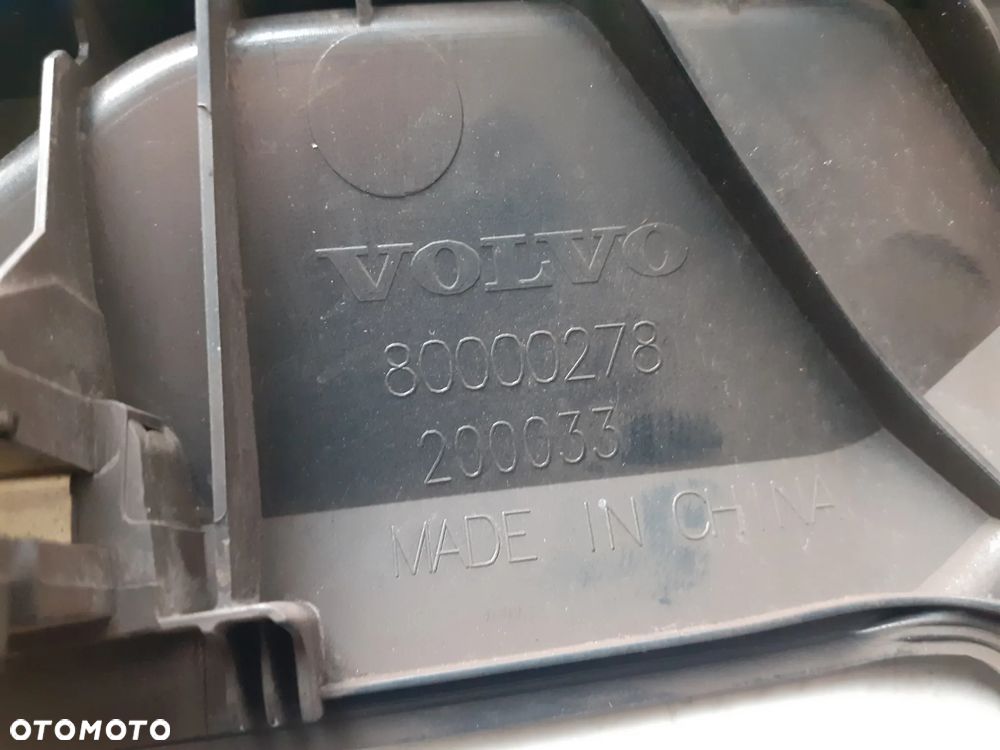 VOLVO
80000278
200033
MADE IN CHINA
OTOMOTO